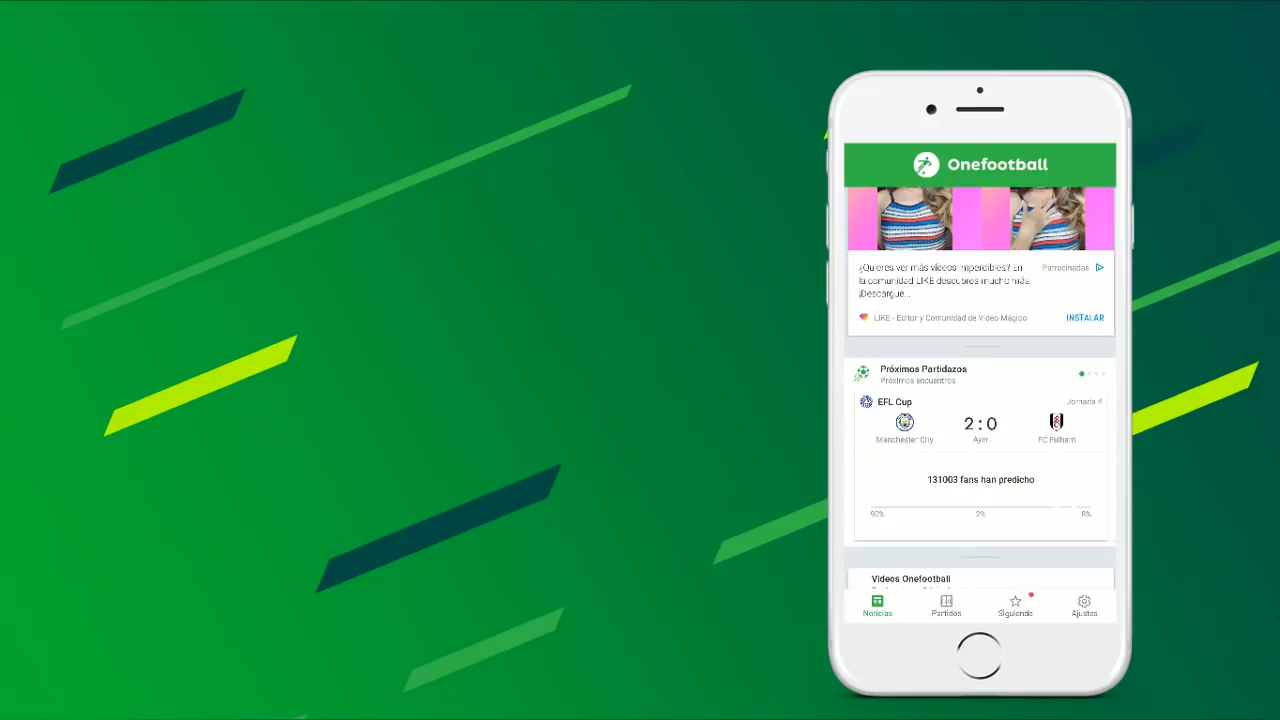 Onefootball
¿Quieres ver más vídeos imperdibles? En
la comunidad LIKE descubres mucho más.
¡Descargue...
Patrocinadas
LIKE - Editor y Comunidad de Video Mágico
INSTALAR
Próximos Partidazos
Próximos encuentros
EFL Cup
Jornada 4
2 : 0
Manchester City
Ayer
FC Fulham
131003 fans han predicho
90%
2%
8%
Videos Onefootball
Noticias
Partidos
Siguiendo
Ajustes